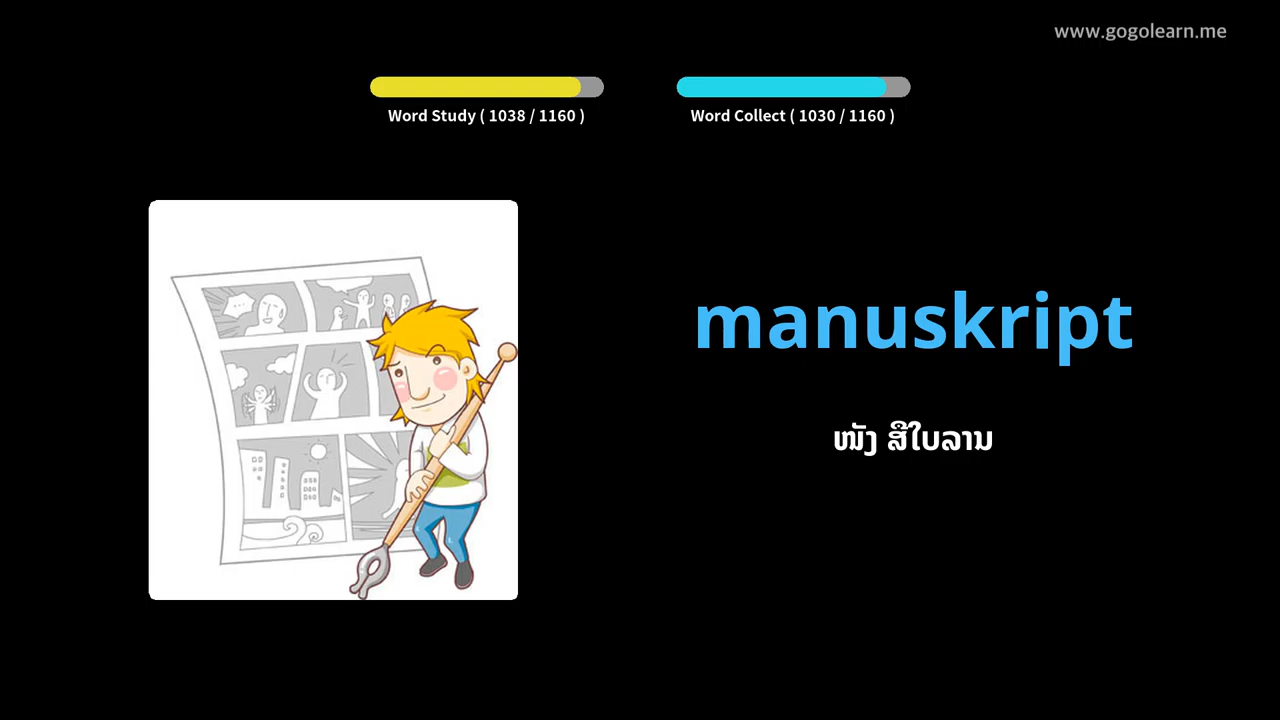 www.gogolearn.me
Word Study ( 1038 / 1160 )
Word Collect ( 1030 / 1160 )
manuskript
ໜັງ ສືໃບລານ